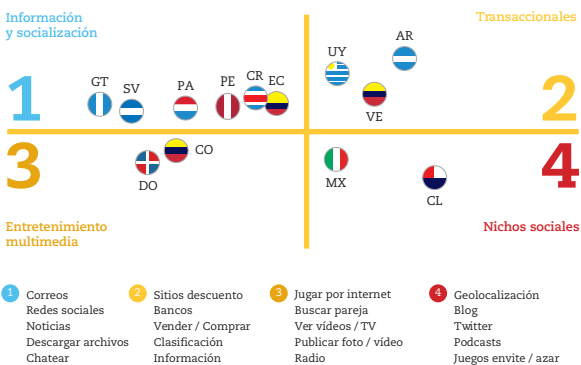 Información
y socialización
Transaccionales
1
2
GT
SV
PA
PE
CR
EC
UY
AR
VE
3
4
DO
CO
MX
CL
Entretenimiento
multimedia
Nichos sociales
1 Correos
Redes sociales
Noticias
Descargar archivos
Chatear
2 Sitios descuento
Bancos
Vender / Comprar
Clasificación
Información
3 Jugar por internet
Buscar pareja
Ver vídeos / TV
Publicar foto / vídeo
Radio
4 Geolocalización
Blog
Twitter
Podcasts
Juegos envite / azar